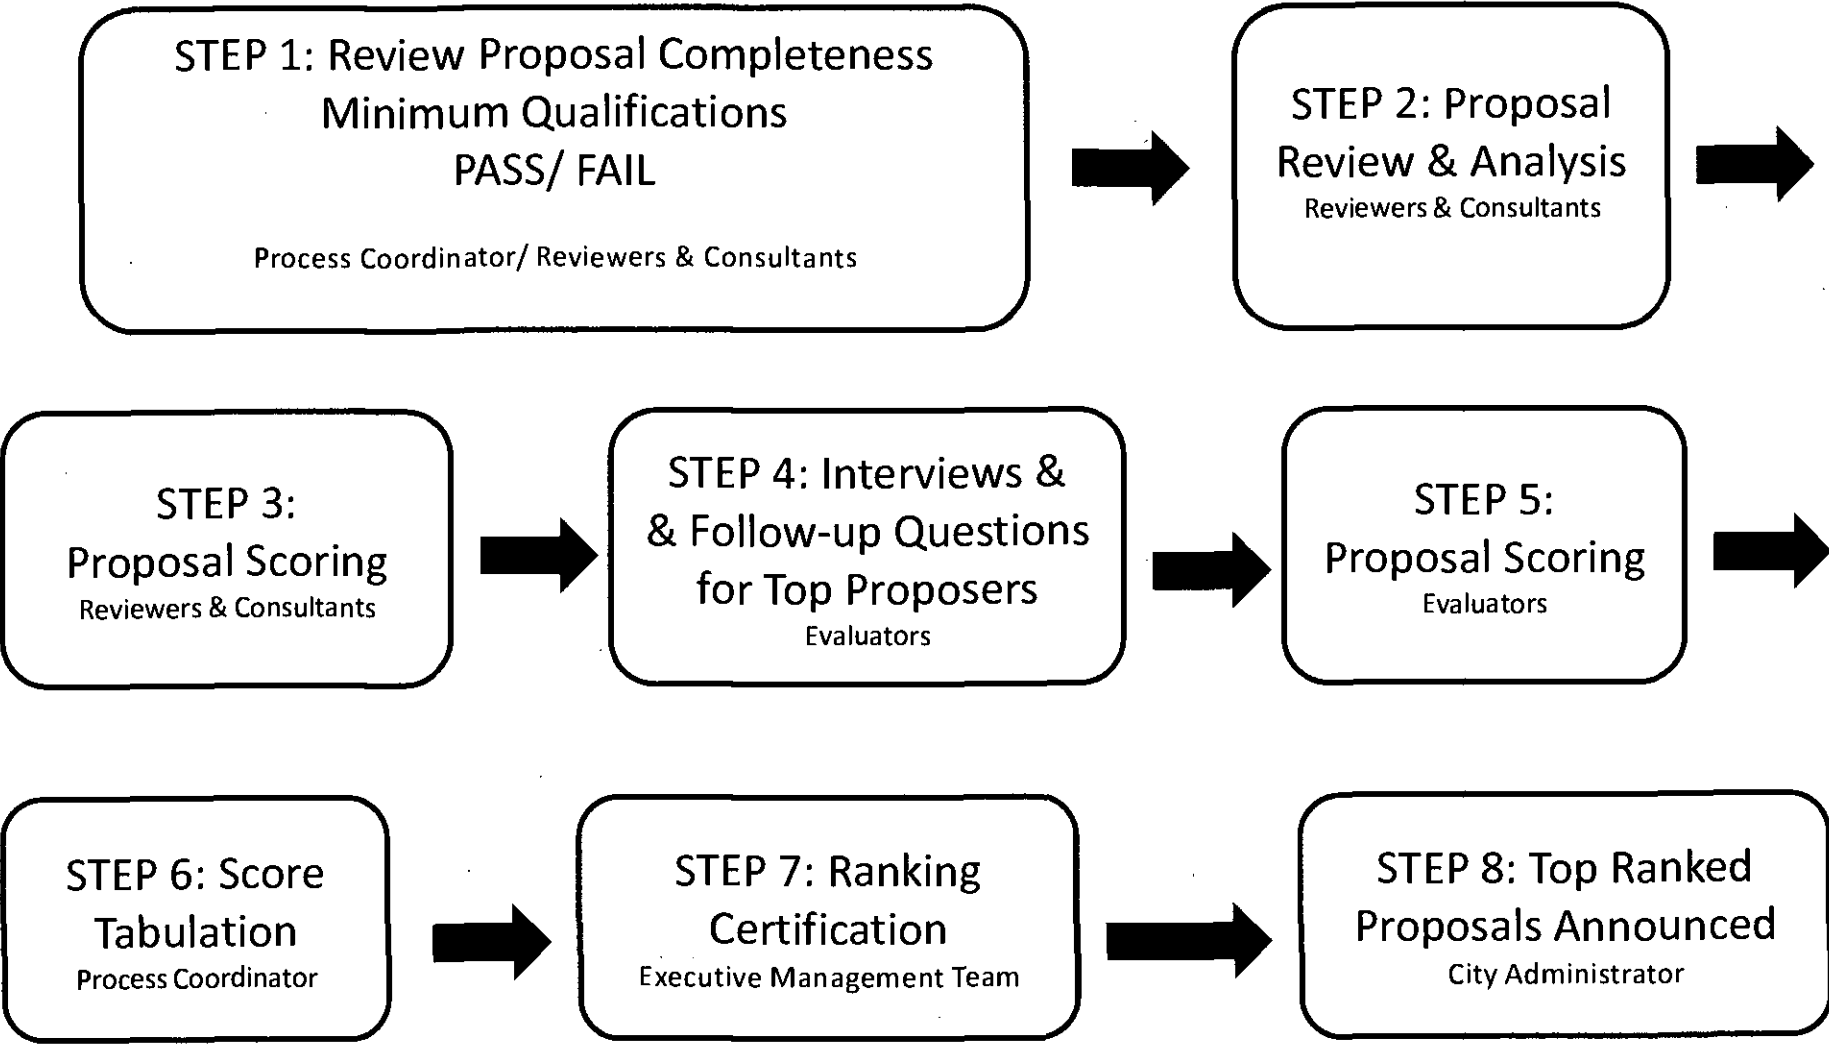 STEP 1: Review Proposal Completeness
Minimum Qualifications
PASS/ FAIL
Process Coordinator/ Reviewers & Consultants
STEP 2: Proposal
Review & Analysis
Reviewers & Consultants
STEP 3:
Proposal Scoring
Reviewers & Consultants
STEP 4: Interviews &
& Follow-up Questions
for Top Proposers
Evaluators
STEP 5:
Proposal Scoring
Evaluators
STEP 6: Score
Tabulation
Process Coordinator
STEP 7: Ranking
Certification
Executive Management Team
STEP 8: Top Ranked
Proposals Announced
City Administrator